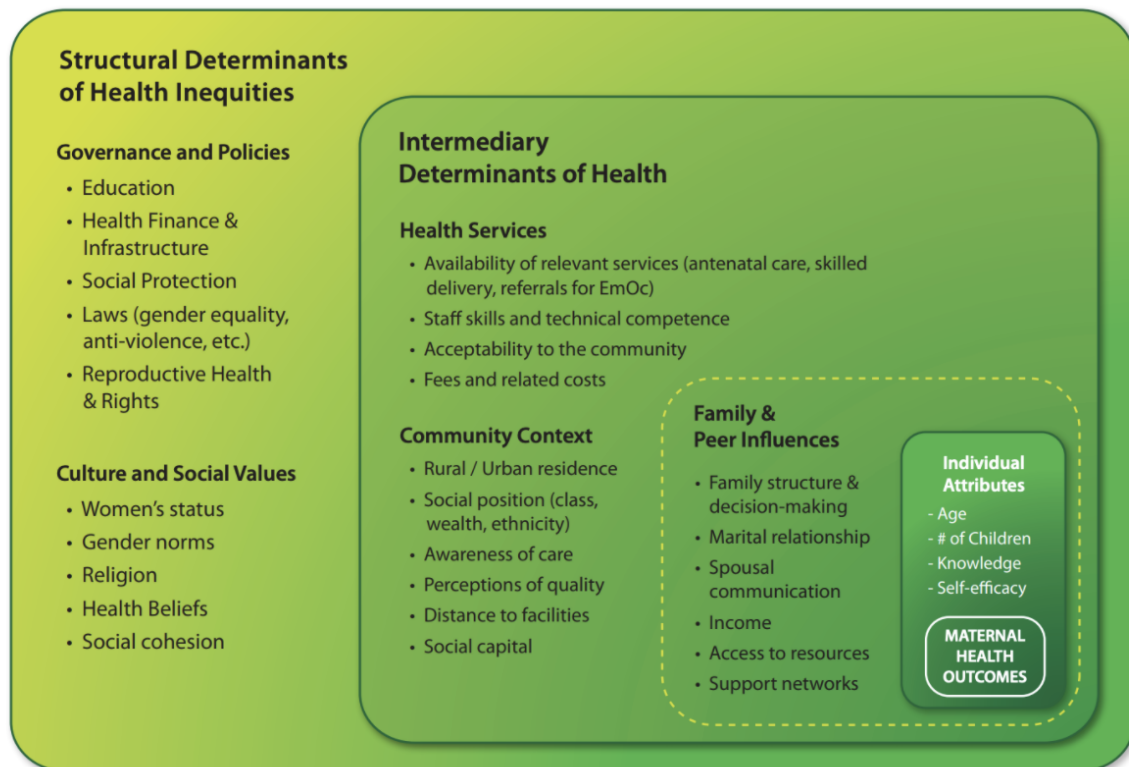 Structural Determinants
of Health Inequities
Governance and Policies
• Education
• Health Finance &
Infrastructure
• Social Protection
• Laws (gender equality,
anti-violence, etc.)
• Reproductive Health
& Rights
Culture and Social Values
• Women's status
• Gender norms
• Religion
• Health Beliefs
• Social cohesion
Intermediary
Determinants of Health
Health Services
• Availability of relevant services (antenatal care, skilled
delivery, referrals for EmOc)
• Staff skills and technical competence
• Acceptability to the community
• Fees and related costs
Community Context
• Rural / Urban residence
• Social position (class,
wealth, ethnicity)
• Awareness of care
• Perceptions of quality
• Distance to facilities
• Social capital
Family &
Peer Influences
• Family structure &
decision-making
• Marital relationship
• Spousal
communication
• Income
• Access to resources
• Support networks
Individual
Attributes
- Age
- # of Children
- Knowledge
- Self-efficacy
MATERNAL
HEALTH
OUTCOMES